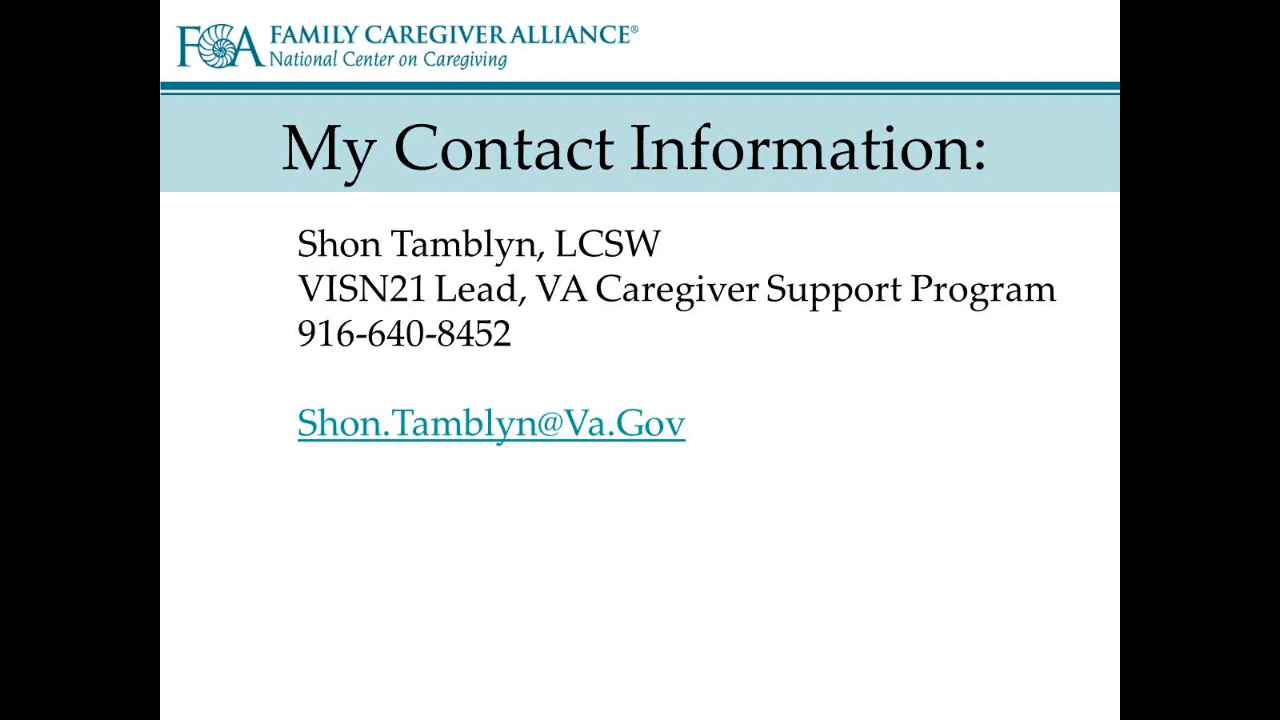 FCA FAMILY CAREGIVER ALLIANCE®
National Center on Caregiving
My Contact Information:
Shon Tamblyn, LCSW
VISN21 Lead, VA Caregiver Support Program
916-640-8452
Shon.Tamblyn@Va.Gov